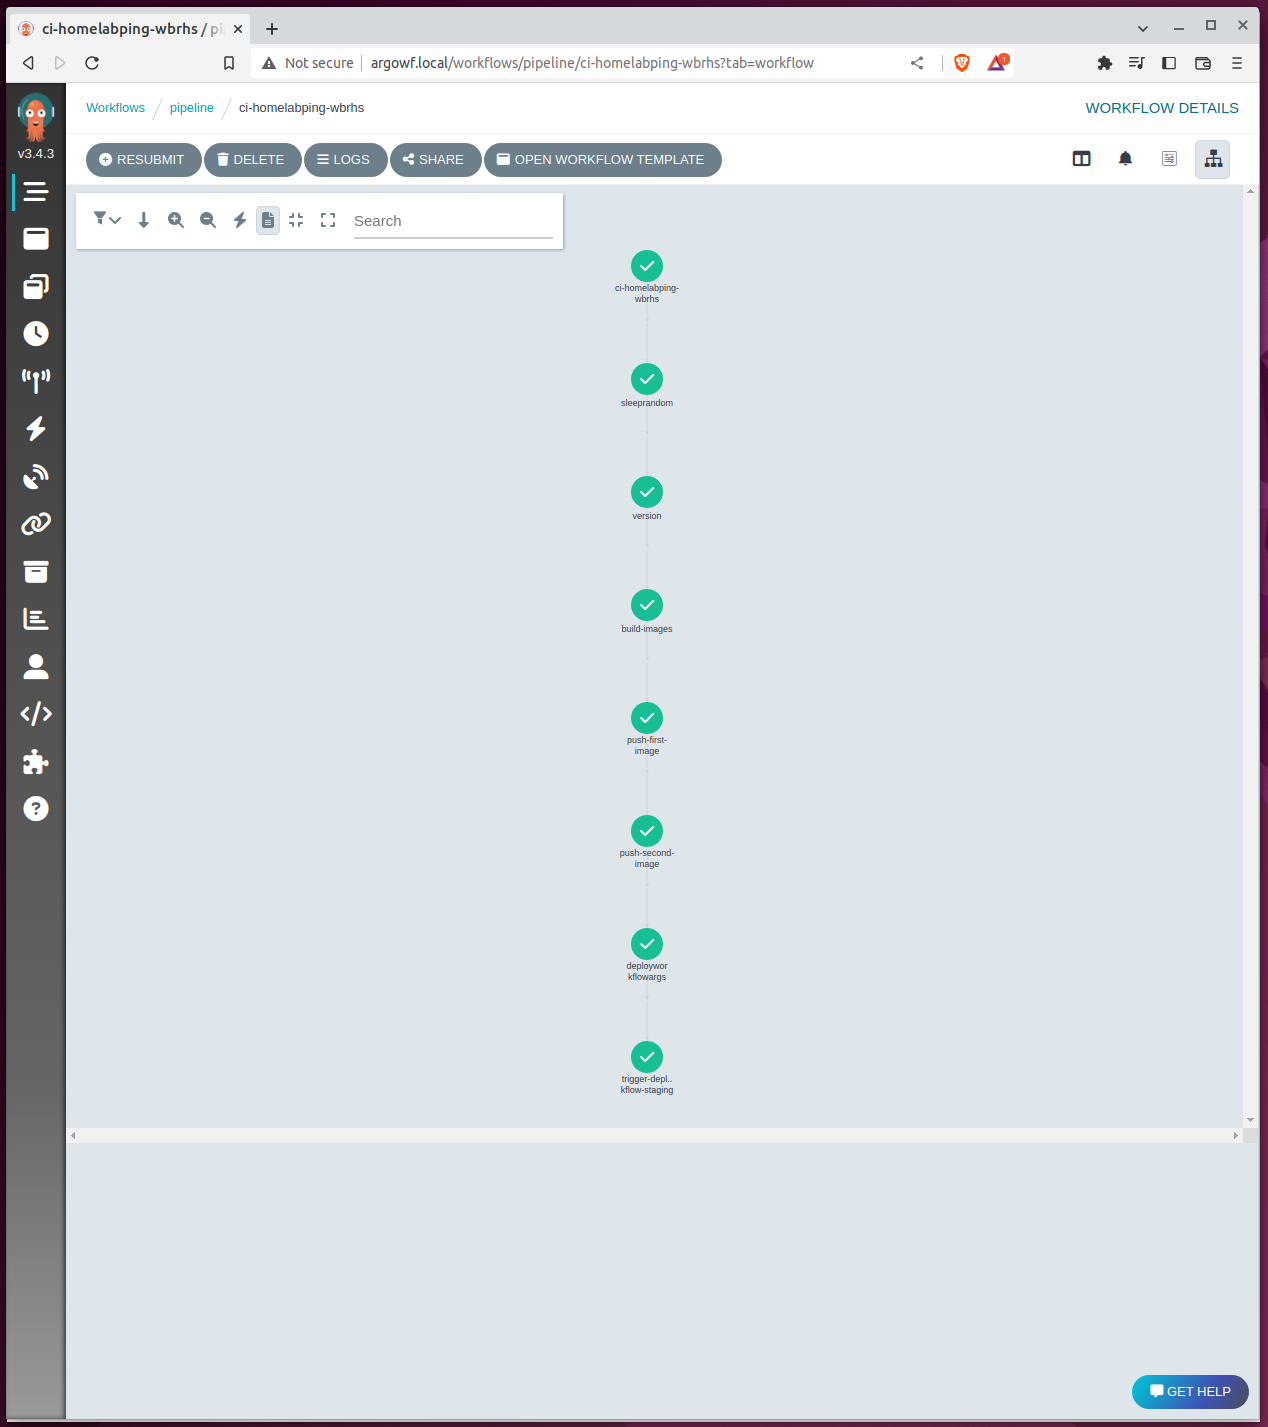 ci-homelabping-wbrhs / pi
Not secure
argowf.local/workflows/pipeline/ci-homelabping-wbrhs?tab=workflow
1
v3.4.3
Workflows / pipeline / ci-homelabping-wbrhs
WORKFLOW DETAILS
RESUBMIT
DELETE
LOGS
SHARE
OPEN WORKFLOW TEMPLATE
Search
ci-homelabping-
wbrhs
sleeprandom
version
build-images
push-first-
image
push-second-
image
deploywor
kflowargs
trigger-depl..
kflow-staging
GET HELP